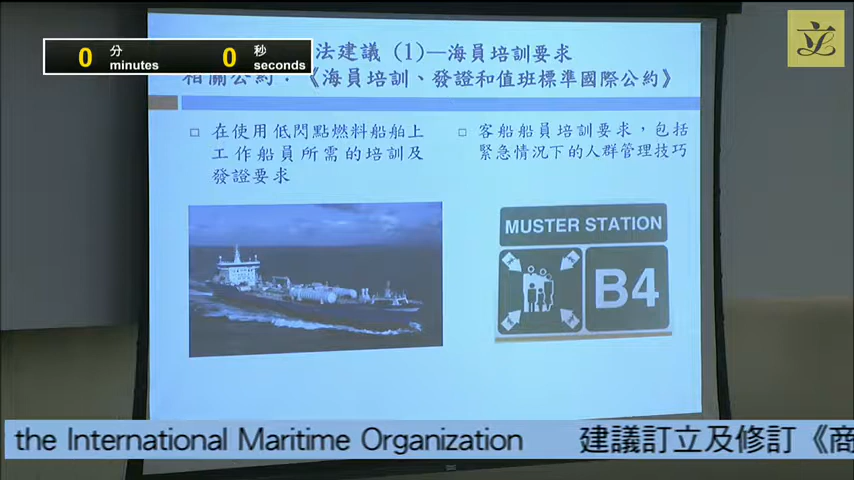 0 分 minutes 0 秒 seconds
法建議 (1)—海員培訓要求
相關公約：《海員培訓、發證和值班標準國際公約》
□ 在使用低閃點燃料船舶上
工作船員所需的培訓及
發證要求
□ 客船船員培訓要求，包括
緊急情況下的人群管理技巧
MUSTER STATION
B4
the International Maritime Organization 建議訂立及修訂《商